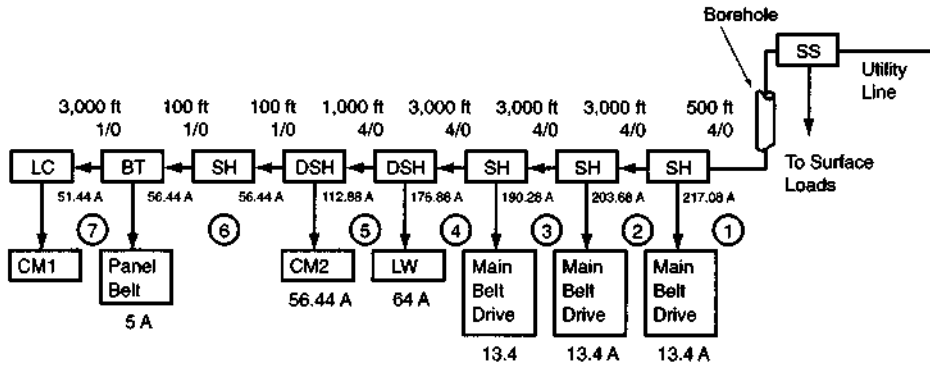 Borehole
SS
Utility
Line
To Surface
Loads
3,000 ft 100 ft 100 ft 1,000 ft 3,000 ft 3,000 ft 3,000 ft 500 ft
1/0 1/0 1/0 4/0 4/0 4/0 4/0 4/0
LC BT SH DSH DSH SH SH SH
51.44 A 56.44 A 56.44 A 112.88 A 176.88 A 190.28 A 203.68 A 217.08 A
7 6 5 4 3 2 1
CM1
Panel
Belt
5 A
CM2
56.44 A
LW
64 A
Main
Belt
Drive
13.4
Main
Belt
Drive
13.4 A
Main
Belt
Drive
13.4 A